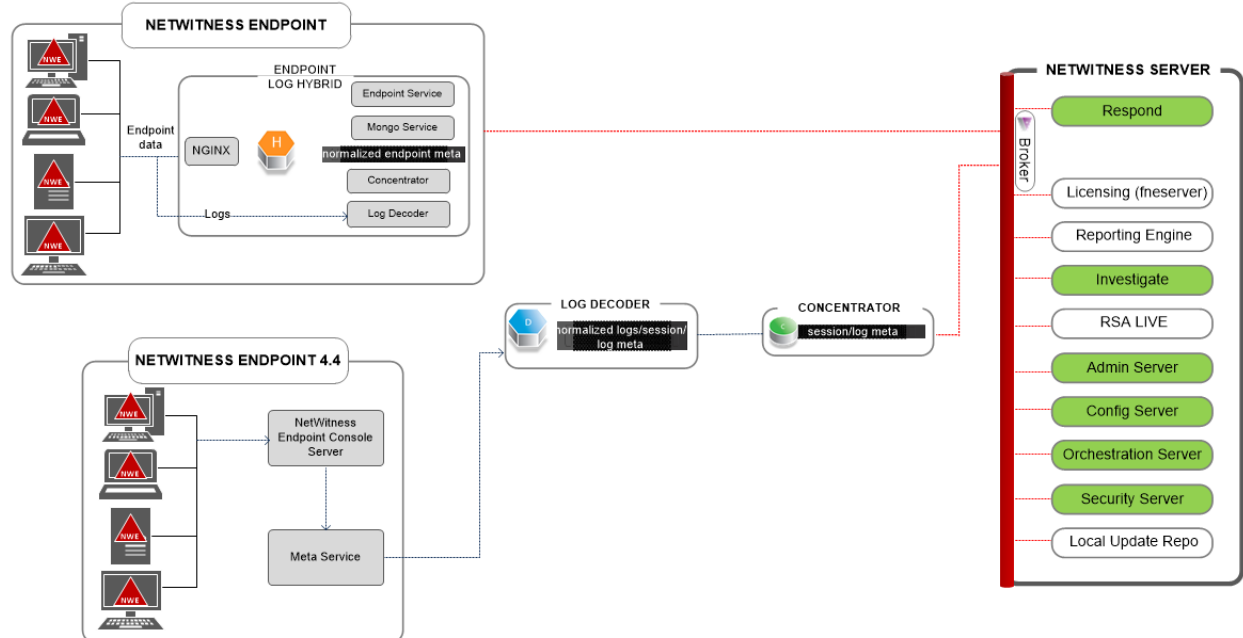 NETWITNESS ENDPOINT
NWE
NWE
NWE
NWE
Endpoint
data
Logs
ENDPOINT
LOG HYBRID
NGINX
H
Endpoint Service
Mongo Service
normalized endpoint meta
Concentrator
Log Decoder
NETWITNESS ENDPOINT 4.4
NWE
NWE
NWE
NWE
NetWitness
Endpoint Console
Server
Meta Service
LOG DECODER
D
normalized logs/session/
log meta
CONCENTRATOR
C
session/log meta
NETWITNESS SERVER
Broker
Respond
Licensing (fneserver)
Reporting Engine
Investigate
RSA LIVE
Admin Server
Config Server
Orchestration Server
Security Server
Local Update Repo